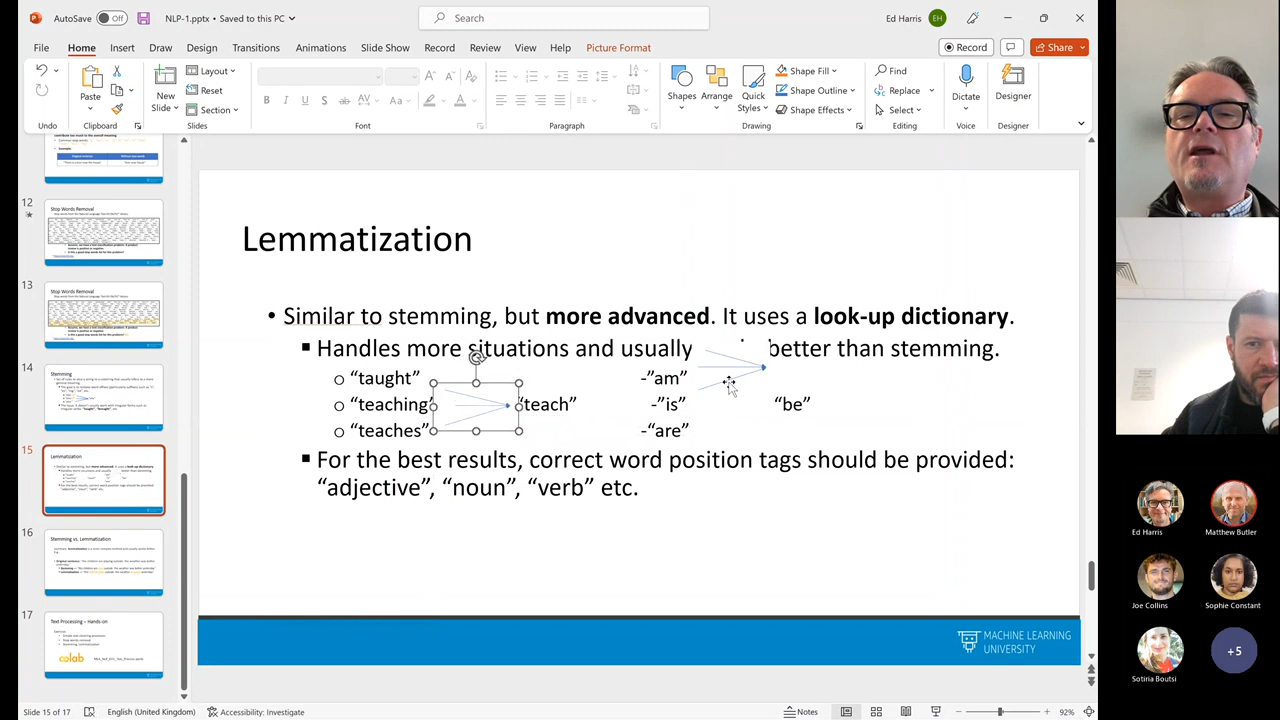 AutoSave Off NLP-1.pptx • Saved to this PC Search Ed Harris EH
File Home Insert Draw Design Transitions Animations Slide Show Record Review View Help Picture Format Record Share
Paste New Slide Layout Reset Section Shapes Arrange Quick Styles Shape Fill Shape Outline Shape Effects Find Replace Select Dictate Designer
Undo Clipboard Slides Font Paragraph Drawing Editing Voice Designer
12
Stop Words Removal
13
Stop Words Removal
14
Stemming
15
Lemmatization
16
Stemming vs. Lemmatization
17
Text Processing – Hands-on
colab
Lemmatization
• Similar to stemming, but more advanced. It uses a look-up dictionary.
Handles more situations and usually better than stemming.
“taught” -”am”
“teaching” teach” -”is” “be”
“teaches” -“are”
For the best results, correct word position tags should be provided:
“adjective”, “noun”, “verb” etc.
MACHINE LEARNING
UNIVERSITY
Ed Harris Matthew Butler
Joe Collins Sophie Constant
Sotiria Boutsi +5
Slide 15 of 17 English (United Kingdom) Accessibility: Investigate Notes 92%